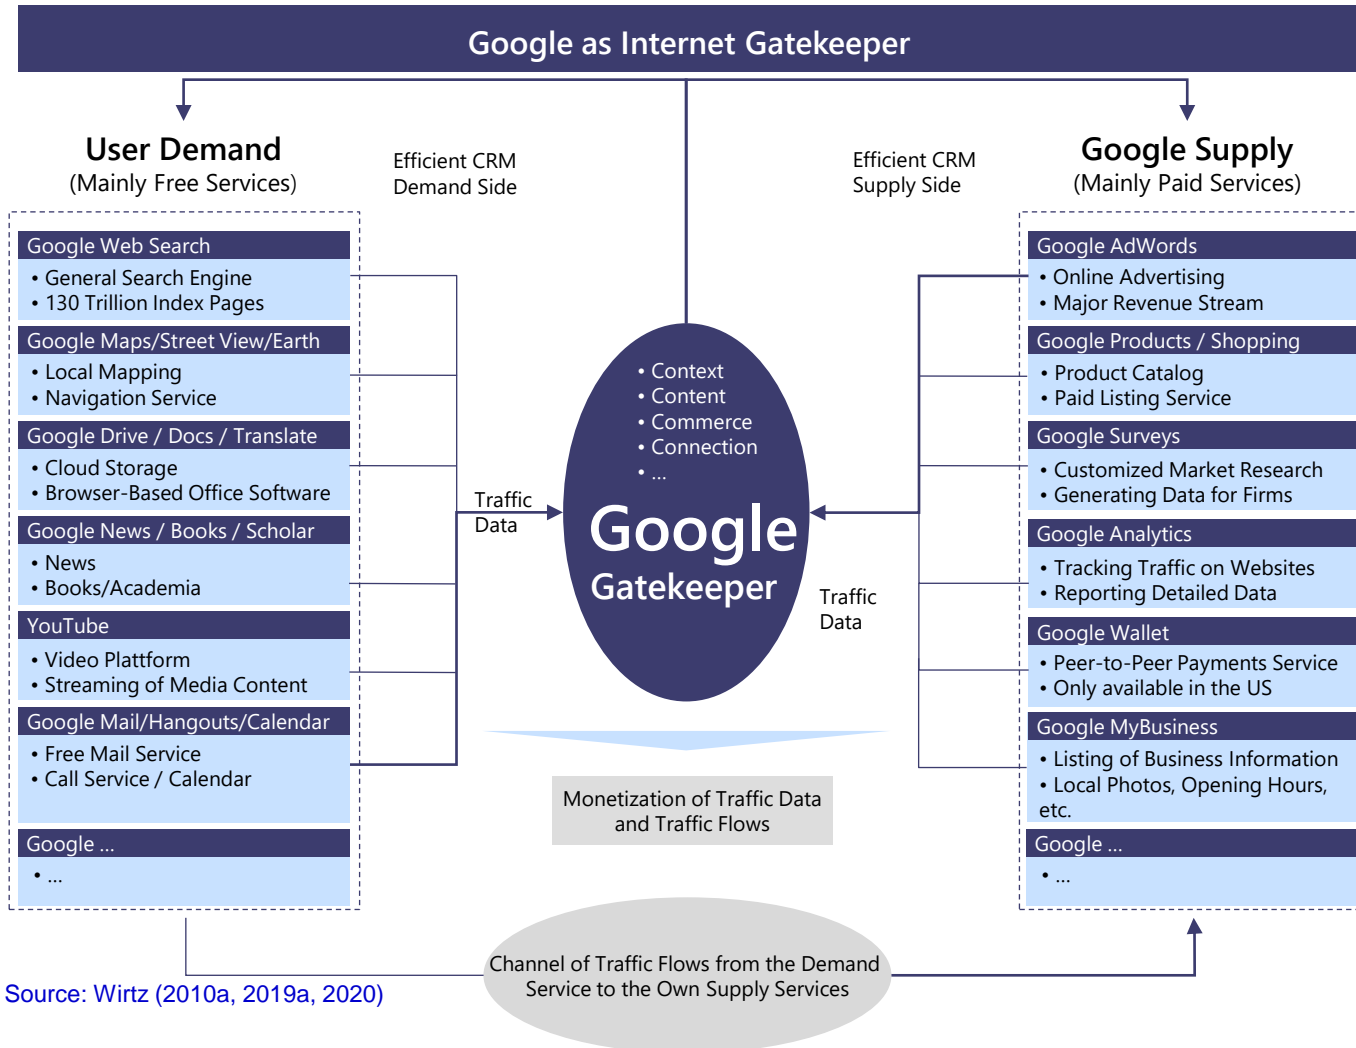 Google as Internet Gatekeeper
User Demand
(Mainly Free Services)
Efficient CRM
Demand Side
Google Web Search
• General Search Engine
• 130 Trillion Index Pages
Google Maps/Street View/Earth
• Local Mapping
• Navigation Service
Google Drive / Docs / Translate
• Cloud Storage
• Browser-Based Office Software
Google News / Books / Scholar
• News
• Books/Academia
YouTube
• Video Plattform
• Streaming of Media Content
Google Mail/Hangouts/Calendar
• Free Mail Service
• Call Service / Calendar
Google ...
• ...
Traffic
Data
• Context
• Content
• Commerce
• Connection
• ...
Google
Gatekeeper
Traffic
Data
Monetization of Traffic Data
and Traffic Flows
Efficient CRM
Supply Side
Google Supply
(Mainly Paid Services)
Google AdWords
• Online Advertising
• Major Revenue Stream
Google Products / Shopping
• Product Catalog
• Paid Listing Service
Google Surveys
• Customized Market Research
• Generating Data for Firms
Google Analytics
• Tracking Traffic on Websites
• Reporting Detailed Data
Google Wallet
• Peer-to-Peer Payments Service
• Only available in the US
Google MyBusiness
• Listing of Business Information
• Local Photos, Opening Hours,
etc.
Google ...
• ...
Channel of Traffic Flows from the Demand
Service to the Own Supply Services
Source: Wirtz (2010a, 2019a, 2020)